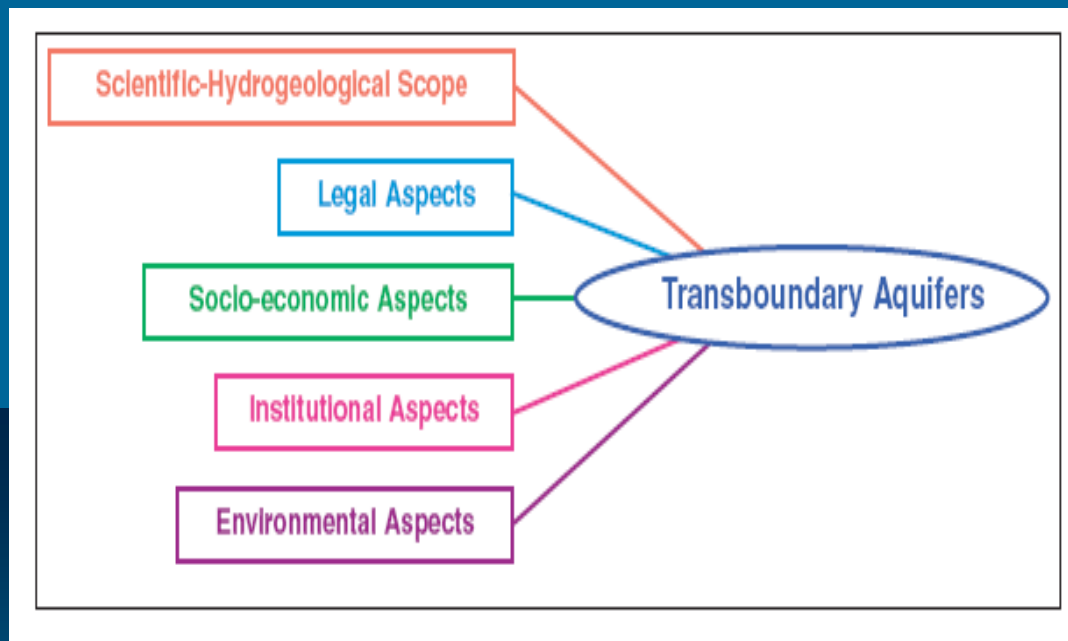 Scientific-Hydrogeological Scope
Legal Aspects
Socio-economic Aspects
Transboundary Aquifers
Institutional Aspects
Environmental Aspects